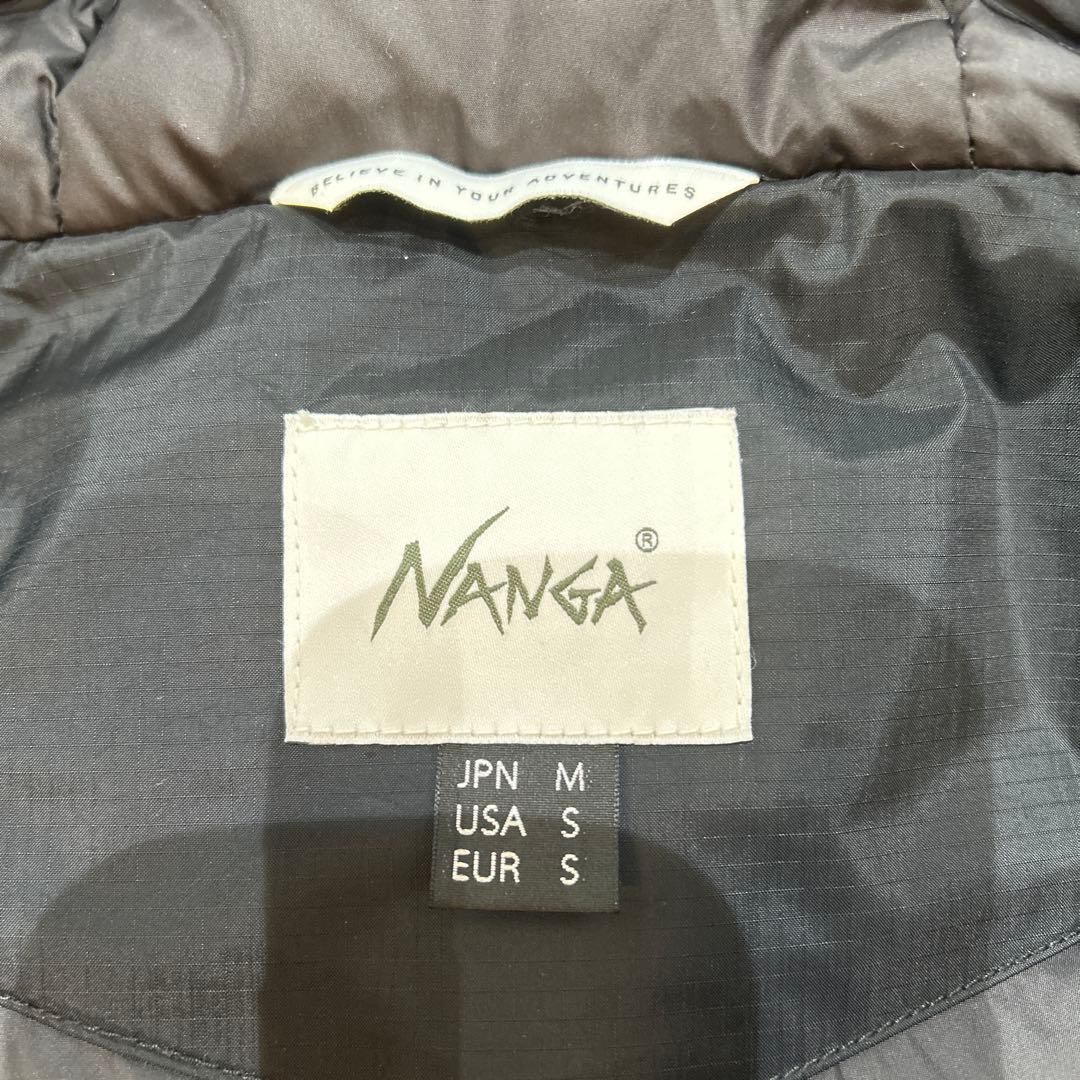 BELIEVE IN YOUR ADVENTURES
NANGA®
JPN M
USA S
EUR S